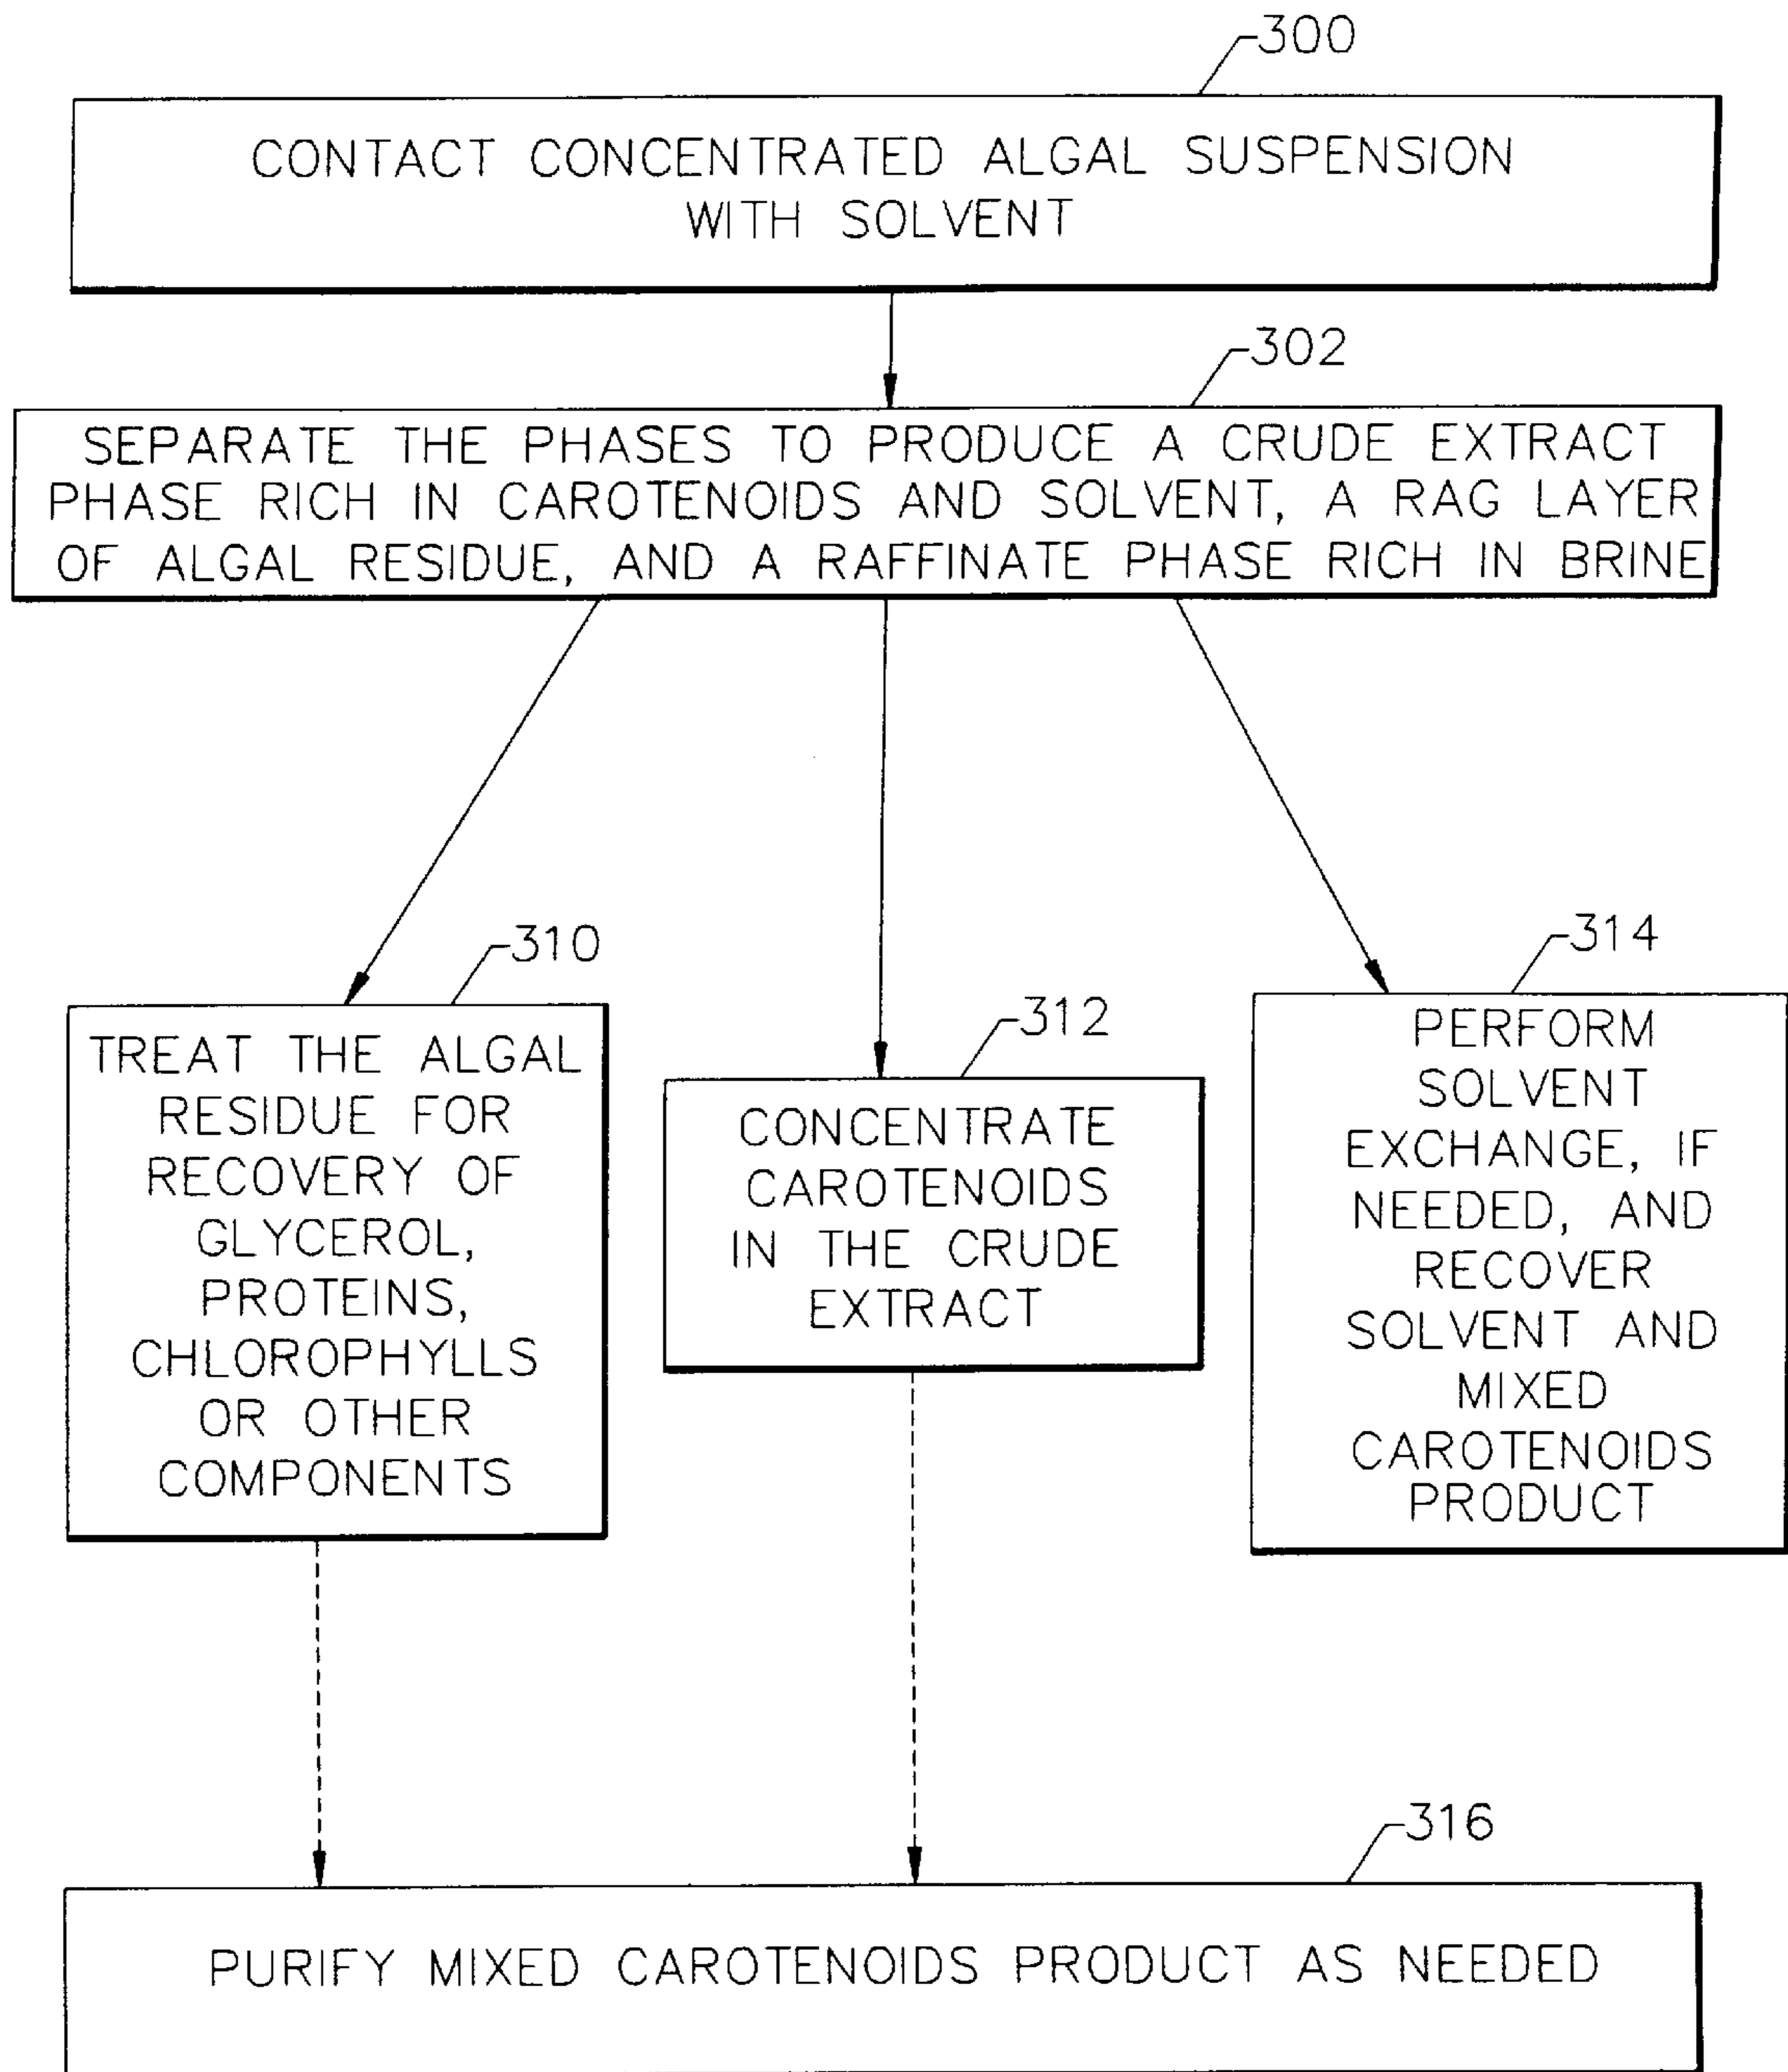 300
CONTACT CONCENTRATED ALGAL SUSPENSION
WITH SOLVENT
302
SEPARATE THE PHASES TO PRODUCE A CRUDE EXTRACT
PHASE RICH IN CAROTENOIDS AND SOLVENT, A RAG LAYER
OF ALGAL RESIDUE, AND A RAFFINATE PHASE RICH IN BRINE
310
TREAT THE ALGAL
RESIDUE FOR
RECOVERY OF
GLYCEROL,
PROTEINS,
CHLOROPHYLLS
OR OTHER
COMPONENTS
312
CONCENTRATE
CAROTENOIDS
IN THE CRUDE
EXTRACT
314
PERFORM
SOLVENT
EXCHANGE, IF
NEEDED, AND
RECOVER
SOLVENT AND
MIXED
CAROTENOIDS
PRODUCT
316
PURIFY MIXED CAROTENOIDS PRODUCT AS NEEDED